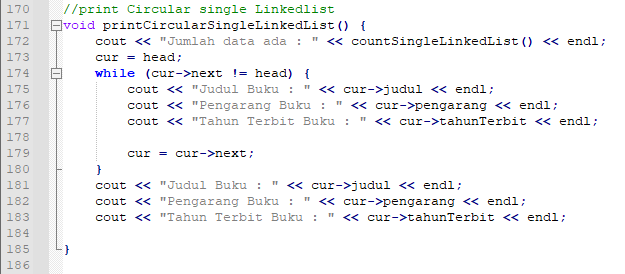 170 //print Circular single Linkedlist
171 void printCircularSingleLinkedList() {
172 cout << "Jumlah data ada : " << countSingleLinkedList() << endl;
173 cur = head;
174 while (cur->next != head) {
175 cout << "Judul Buku : " << cur->judul << endl;
176 cout << "Pengarang Buku : " << cur->pengarang << endl;
177 cout << "Tahun Terbit Buku : " << cur->tahunTerbit << endl;
178
179 cur = cur->next;
180 }
181 cout << "Judul Buku : " << cur->judul << endl;
182 cout << "Pengarang Buku : " << cur->pengarang << endl;
183 cout << "Tahun Terbit Buku : " << cur->tahunTerbit << endl;
184
185 }
186